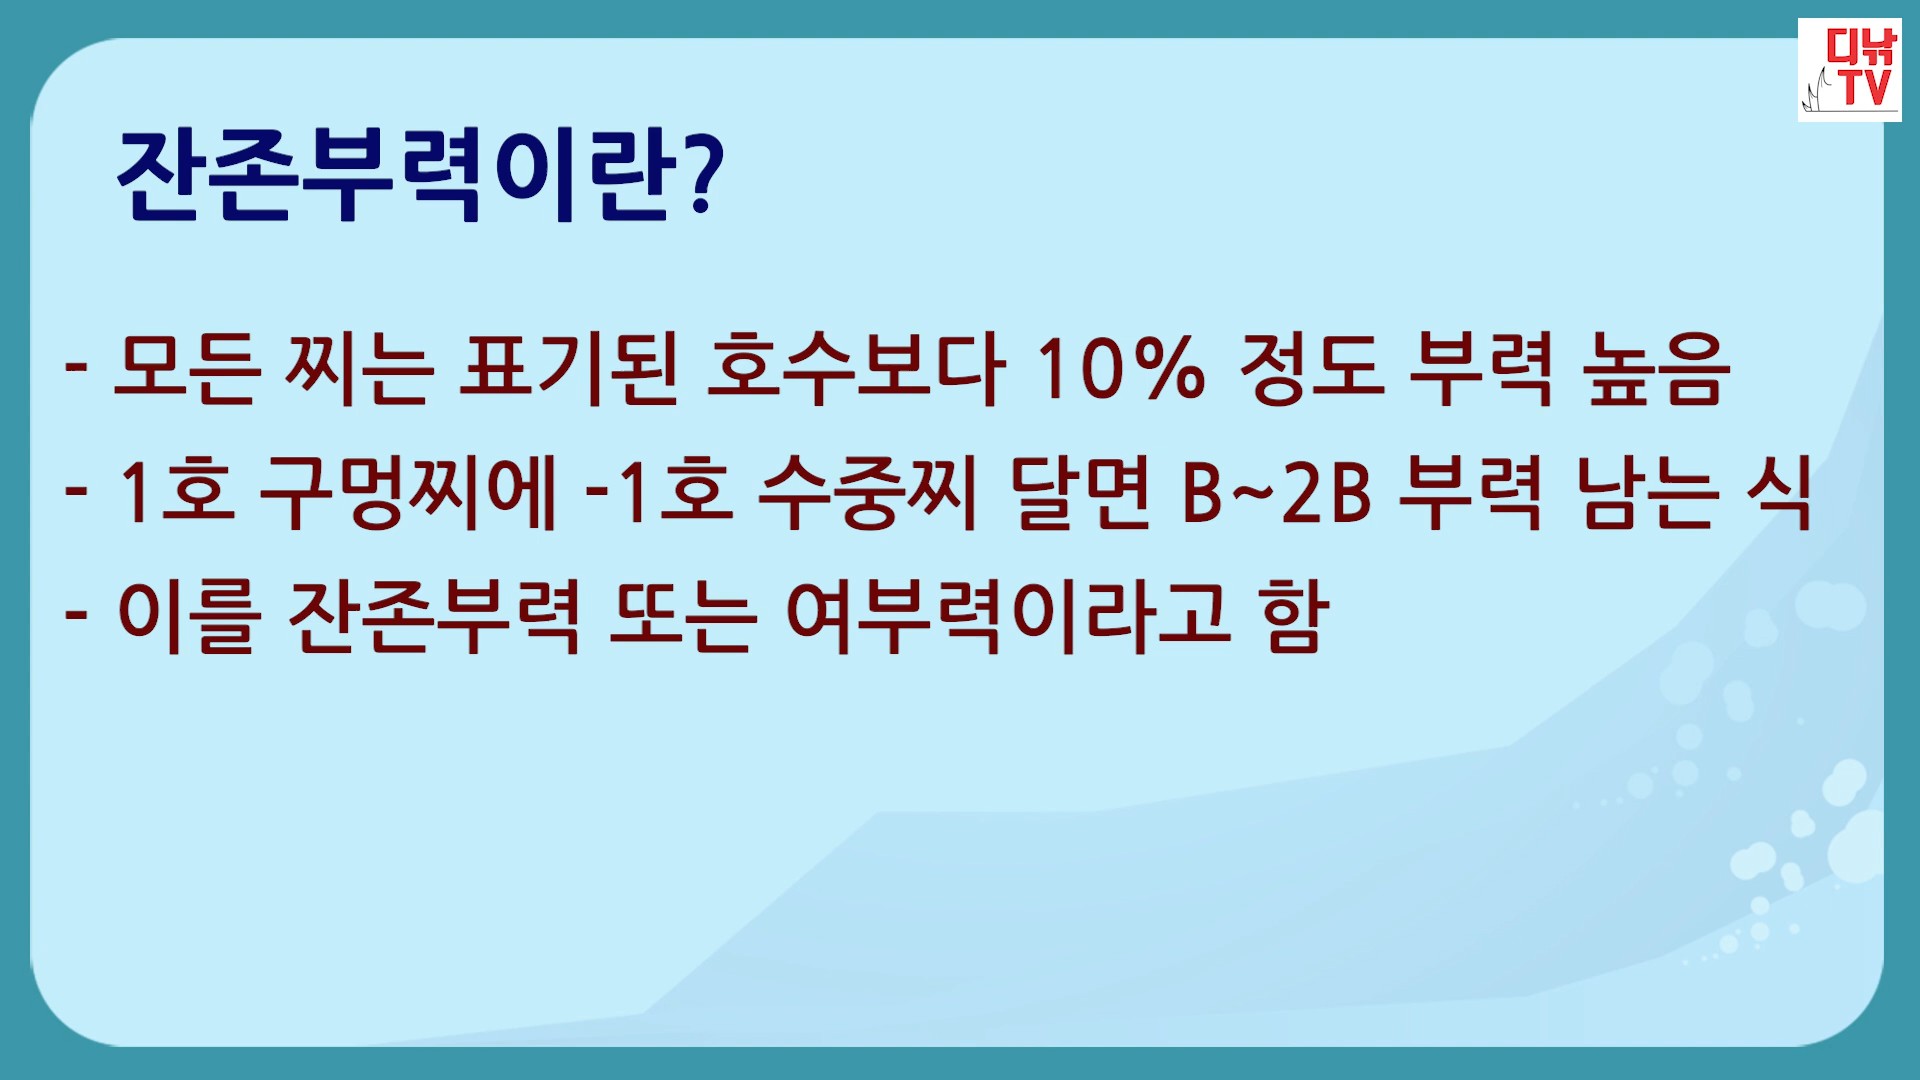 디낚
TV
잔존부력이란?
- 모든 찌는 표기된 호수보다 10% 정도 부력 높음
- 1호 구멍찌에 -1호 수중찌 달면 B~2B 부력 남는 식
- 이를 잔존부력 또는 여부력이라고 함